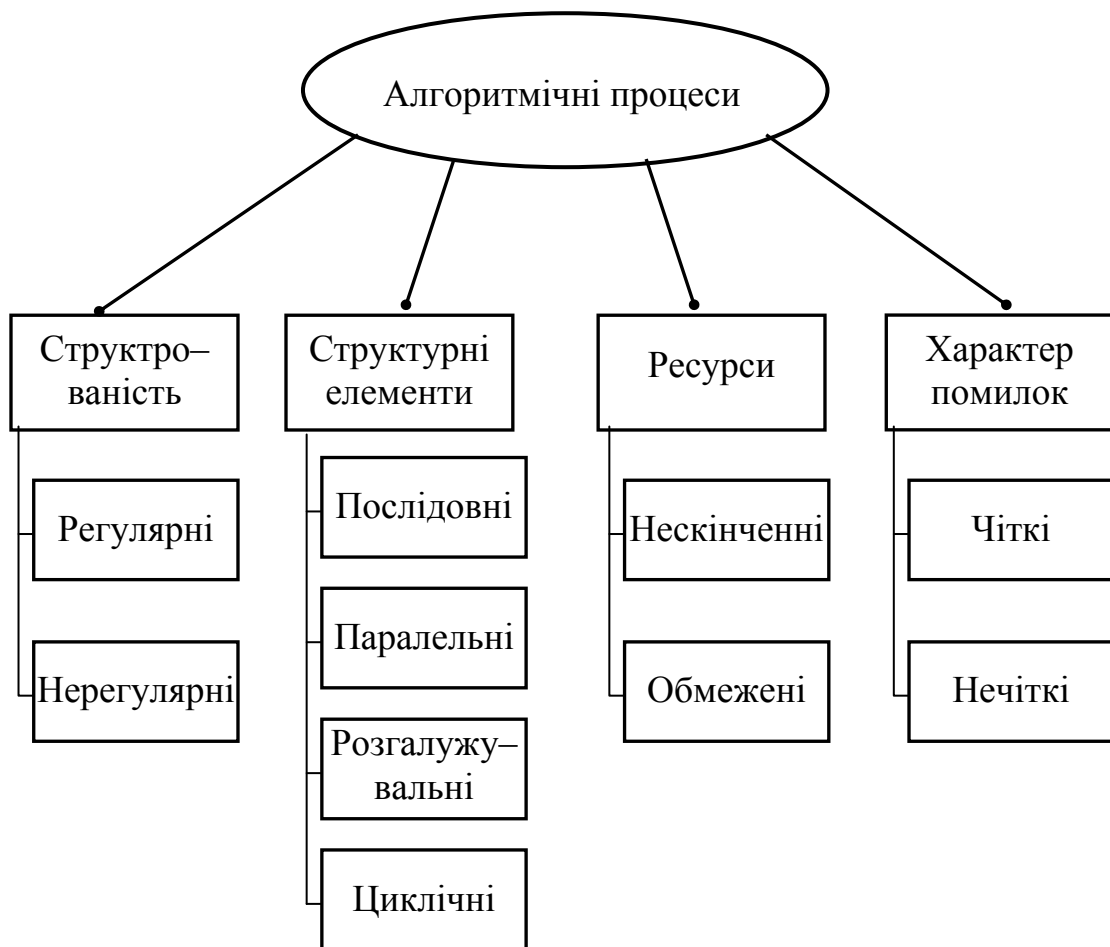 Алгоритмічні процеси
Структро–
ваність
Регулярні
Нерегулярні
Структурні
елементи
Послідовні
Паралельні
Розгалужу–
вальні
Циклічні
Ресурси
Нескінченні
Обмежені
Характер
помилок
Чіткі
Нечіткі